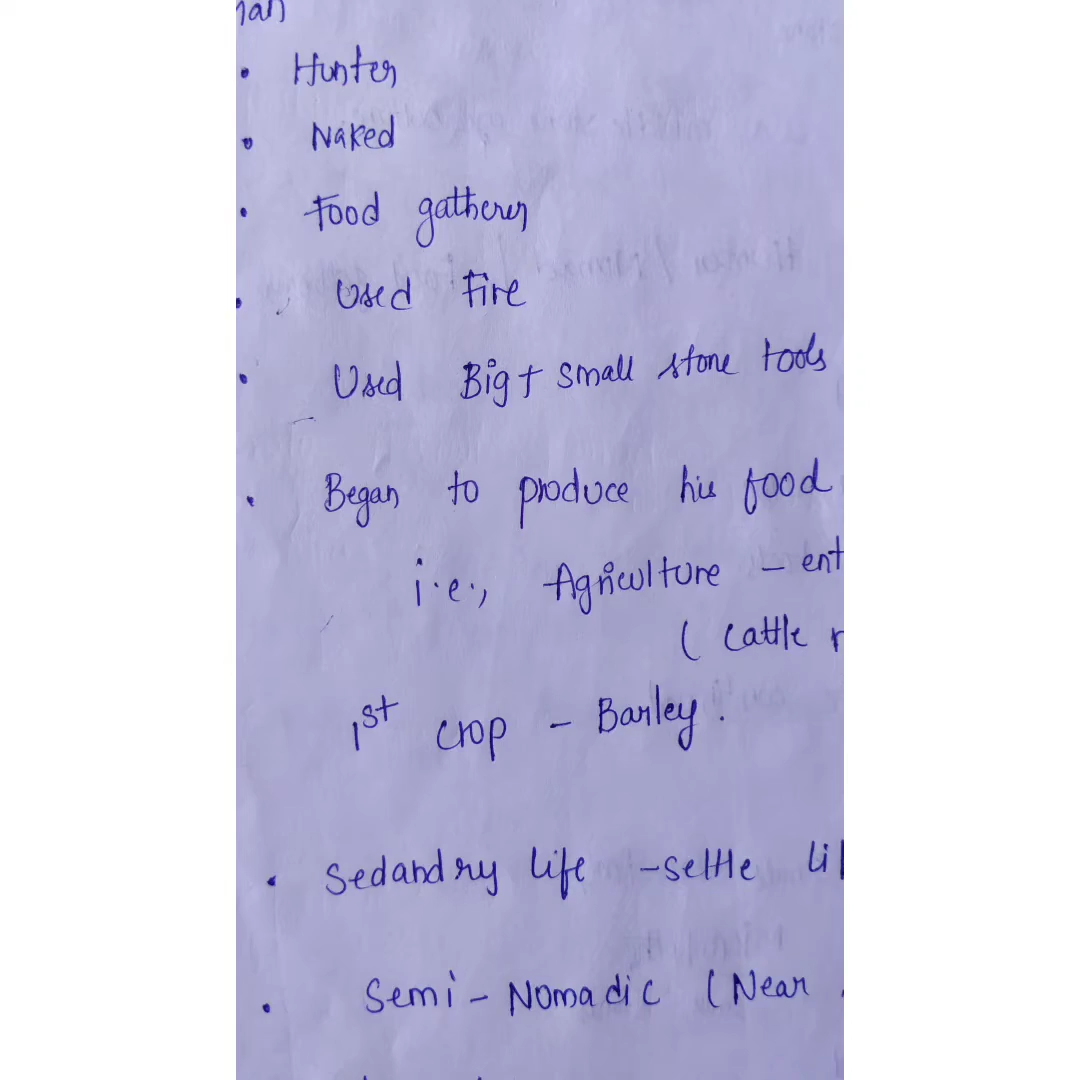 • Hunter
• Naked
• Food gatherer
• Used Fire
• Used Big + small stone tools
• Began to produce his food
i.e., Agriculture - ent
( Cattle r
1st crop - Barley.
• Sedandry life - settle li
• Semi - Nomadic (Near